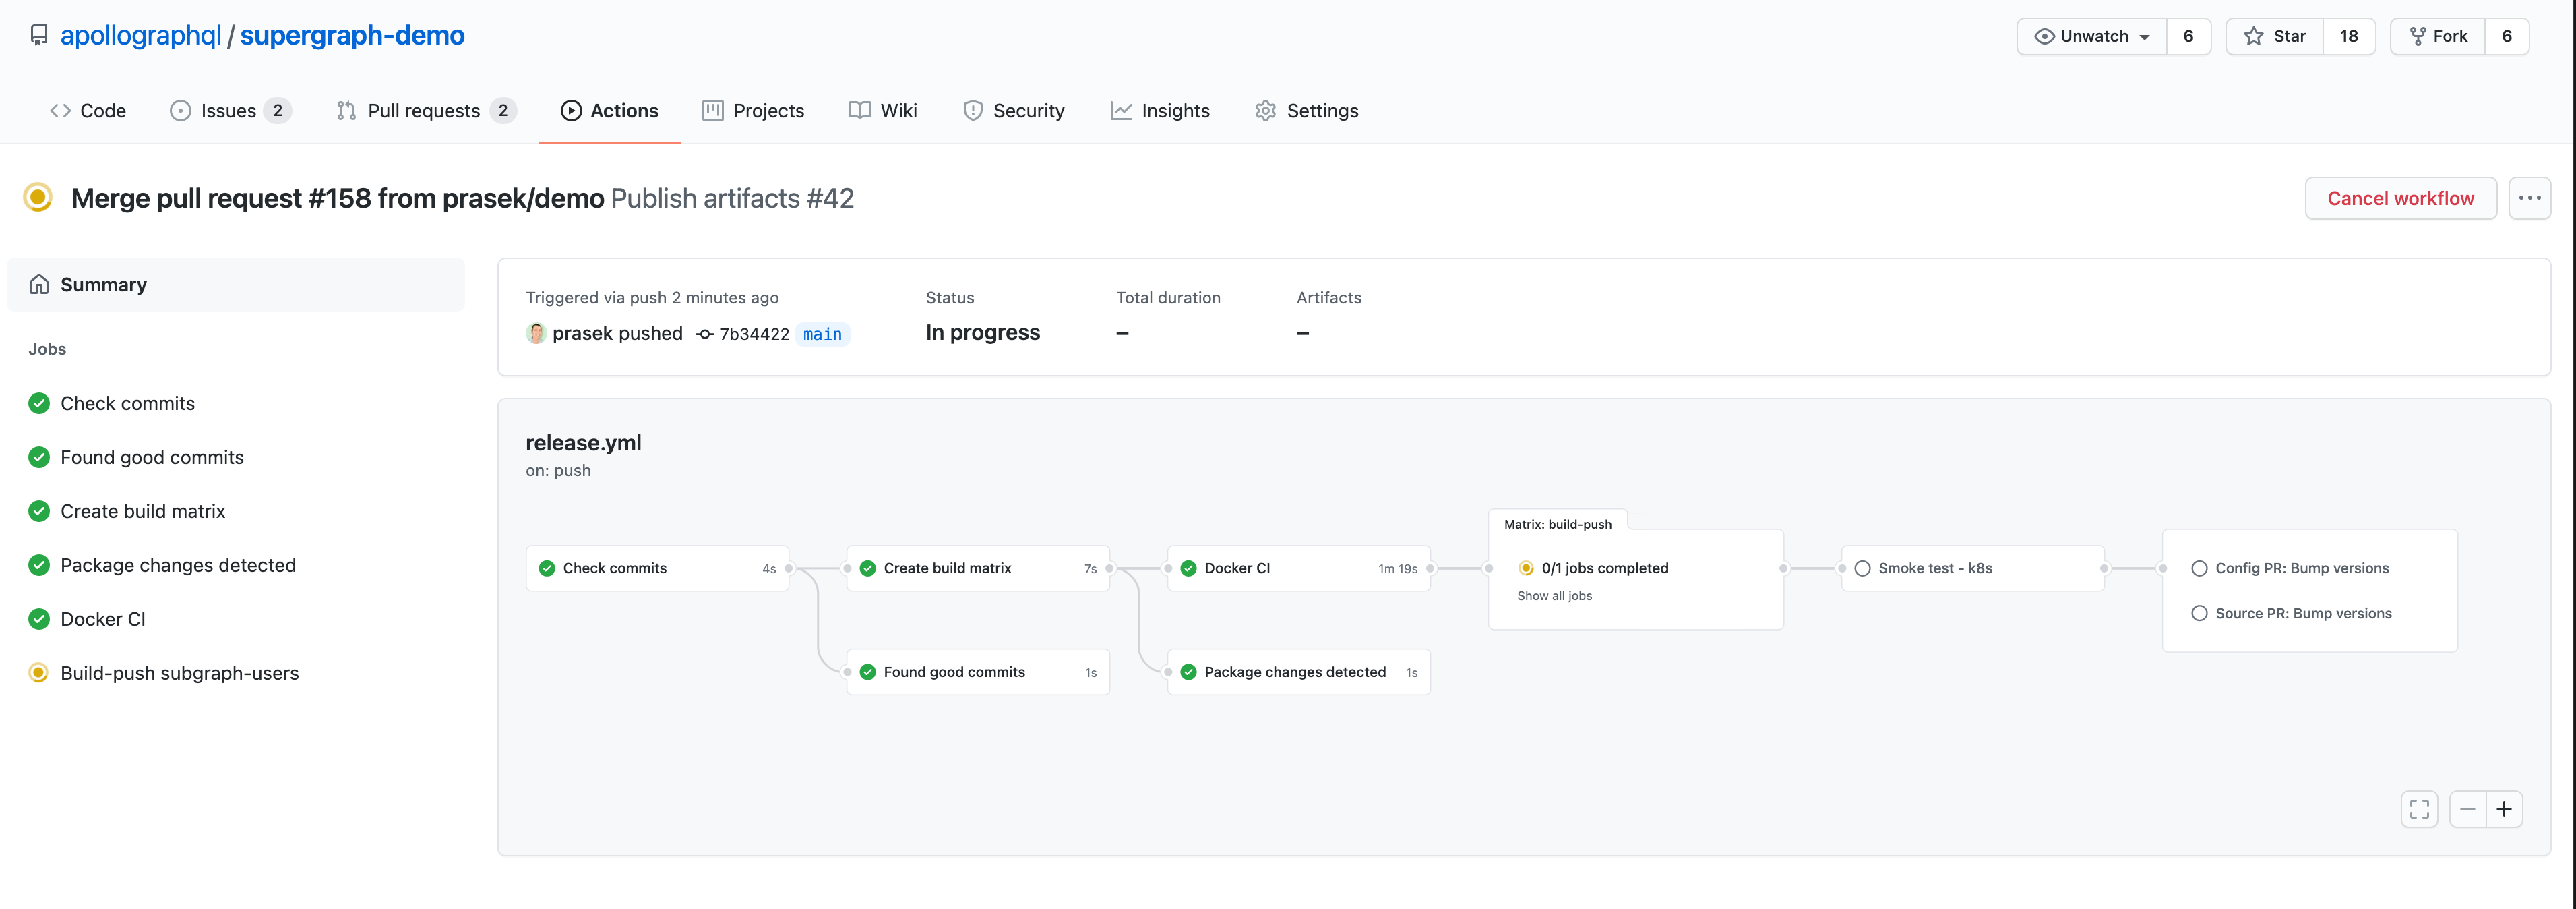 apollographql / supergraph-demo
Unwatch 6 Star 18 Fork 6
Code Issues 2 Pull requests 2 Actions Projects Wiki Security Insights Settings
Merge pull request #158 from prasek/demo Publish artifacts #42
Cancel workflow ...
Summary
Jobs
Check commits
Found good commits
Create build matrix
Package changes detected
Docker CI
Build-push subgraph-users
Triggered via push 2 minutes ago
prasek pushed 7b34422 main
Status
In progress
Total duration
–
Artifacts
–
release.yml
on: push
Check commits 4s
Create build matrix 7s
Found good commits 1s
Docker CI 1m 19s
Package changes detected 1s
Matrix: build-push
0/1 jobs completed
Show all jobs
Smoke test - k8s
Config PR: Bump versions
Source PR: Bump versions